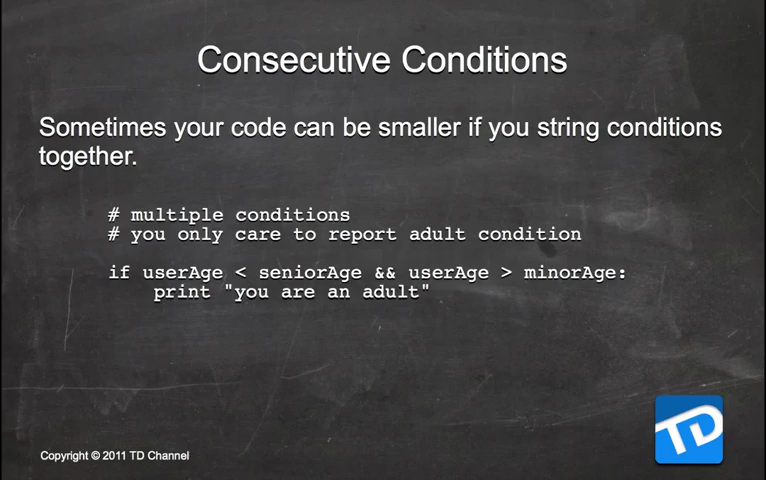 Consecutive Conditions
Sometimes your code can be smaller if you string conditions
together.
# multiple conditions
# you only care to report adult condition
if userAge < seniorAge && userAge > minorAge:
    print "you are an adult"
TD
Copyright © 2011 TD Channel